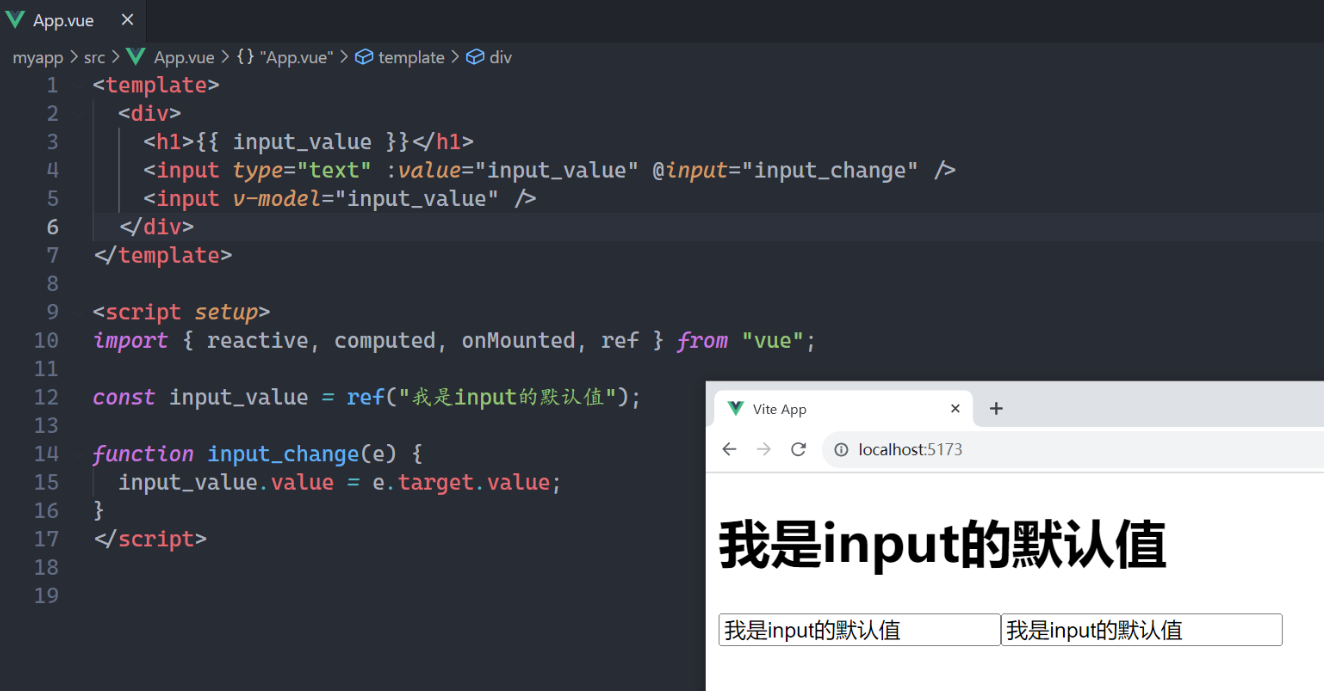 App.vue ×
myapp > src > App.vue > {} "App.vue" > template > div
1 <template>
2 <div>
3 <h1>{{ input_value }}</h1>
4 <input type="text" :value="input_value" @input="input_change" />
5 <input v-model="input_value" />
6 </div>
7 </template>
8
9 <script setup>
10 import { reactive, computed, onMounted, ref } from "vue";
11
12 const input_value = ref("我是input的默认值");
13
14 function input_change(e) {
15 input_value.value = e.target.value;
16 }
17 </script>
18
19
Vite App × +
localhost:5173
我是input的默认值
我是input的默认值 我是input的默认值